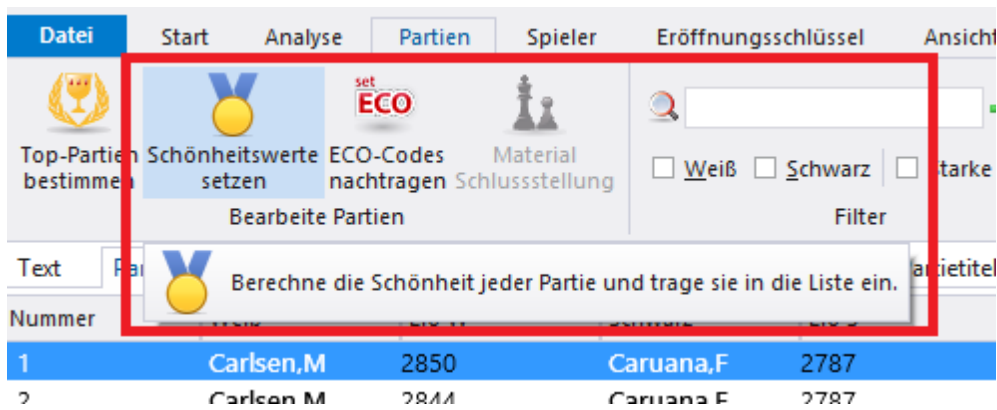 Datei Start Analyse Partien Spieler Eröffnungsschlüssel Ansicht
set
ECO
Top-Partien bestimmen
Schönheitswerte setzen
ECO-Codes nachtragen
Material Schlussstellung
Weiß Schwarz
Bearbeite Partien Filter
Text
Berechne die Schönheit jeder Partie und trage sie in die Liste ein.
Nummer
1 Carlsen,M 2850 Caruana,F 2787
2 Carlsen,M 2844 Caruana,F 2787